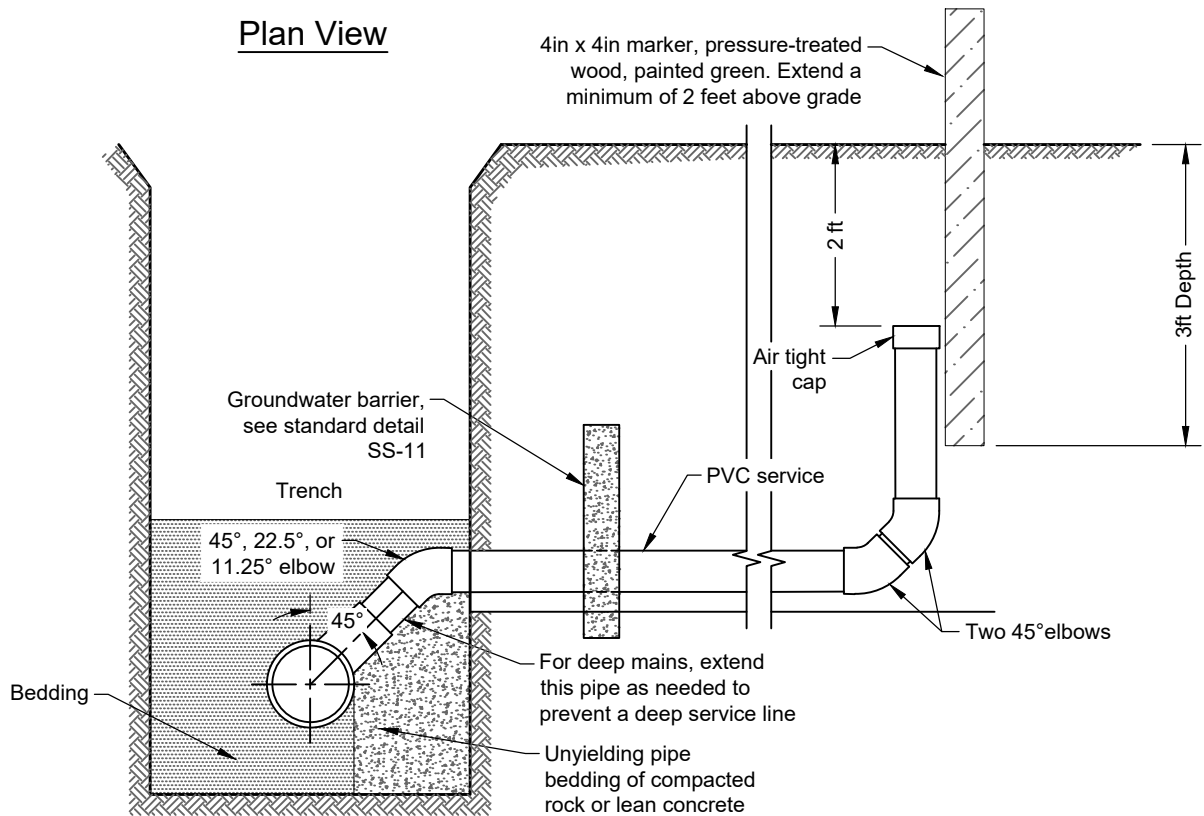 Plan View
4in x 4in marker, pressure-treated
wood, painted green. Extend a
minimum of 2 feet above grade
2 ft
3ft Depth
Air tight
cap
Groundwater barrier,
see standard detail
SS-11
PVC service
Trench
45°, 22.5°, or
11.25° elbow
45°
Two 45°elbows
For deep mains, extend
this pipe as needed to
prevent a deep service line
Bedding
Unyielding pipe
bedding of compacted
rock or lean concrete